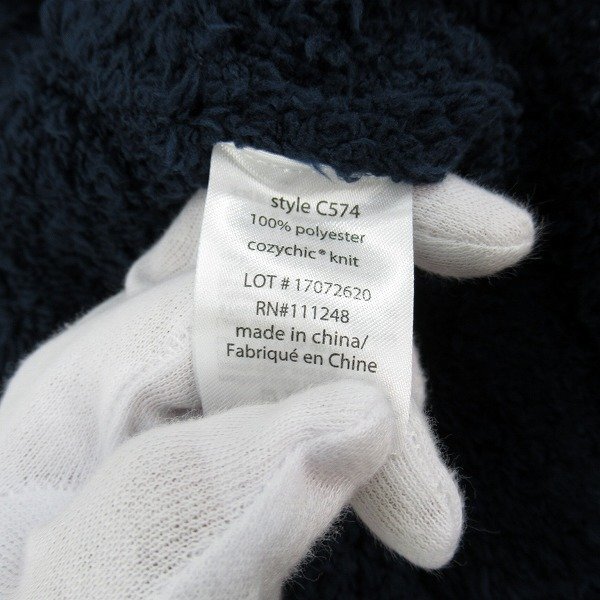 style C574
100% polyester
cozychic® knit
LOT # 17072620
RN#111248
made in china/
Fabriqué en Chine